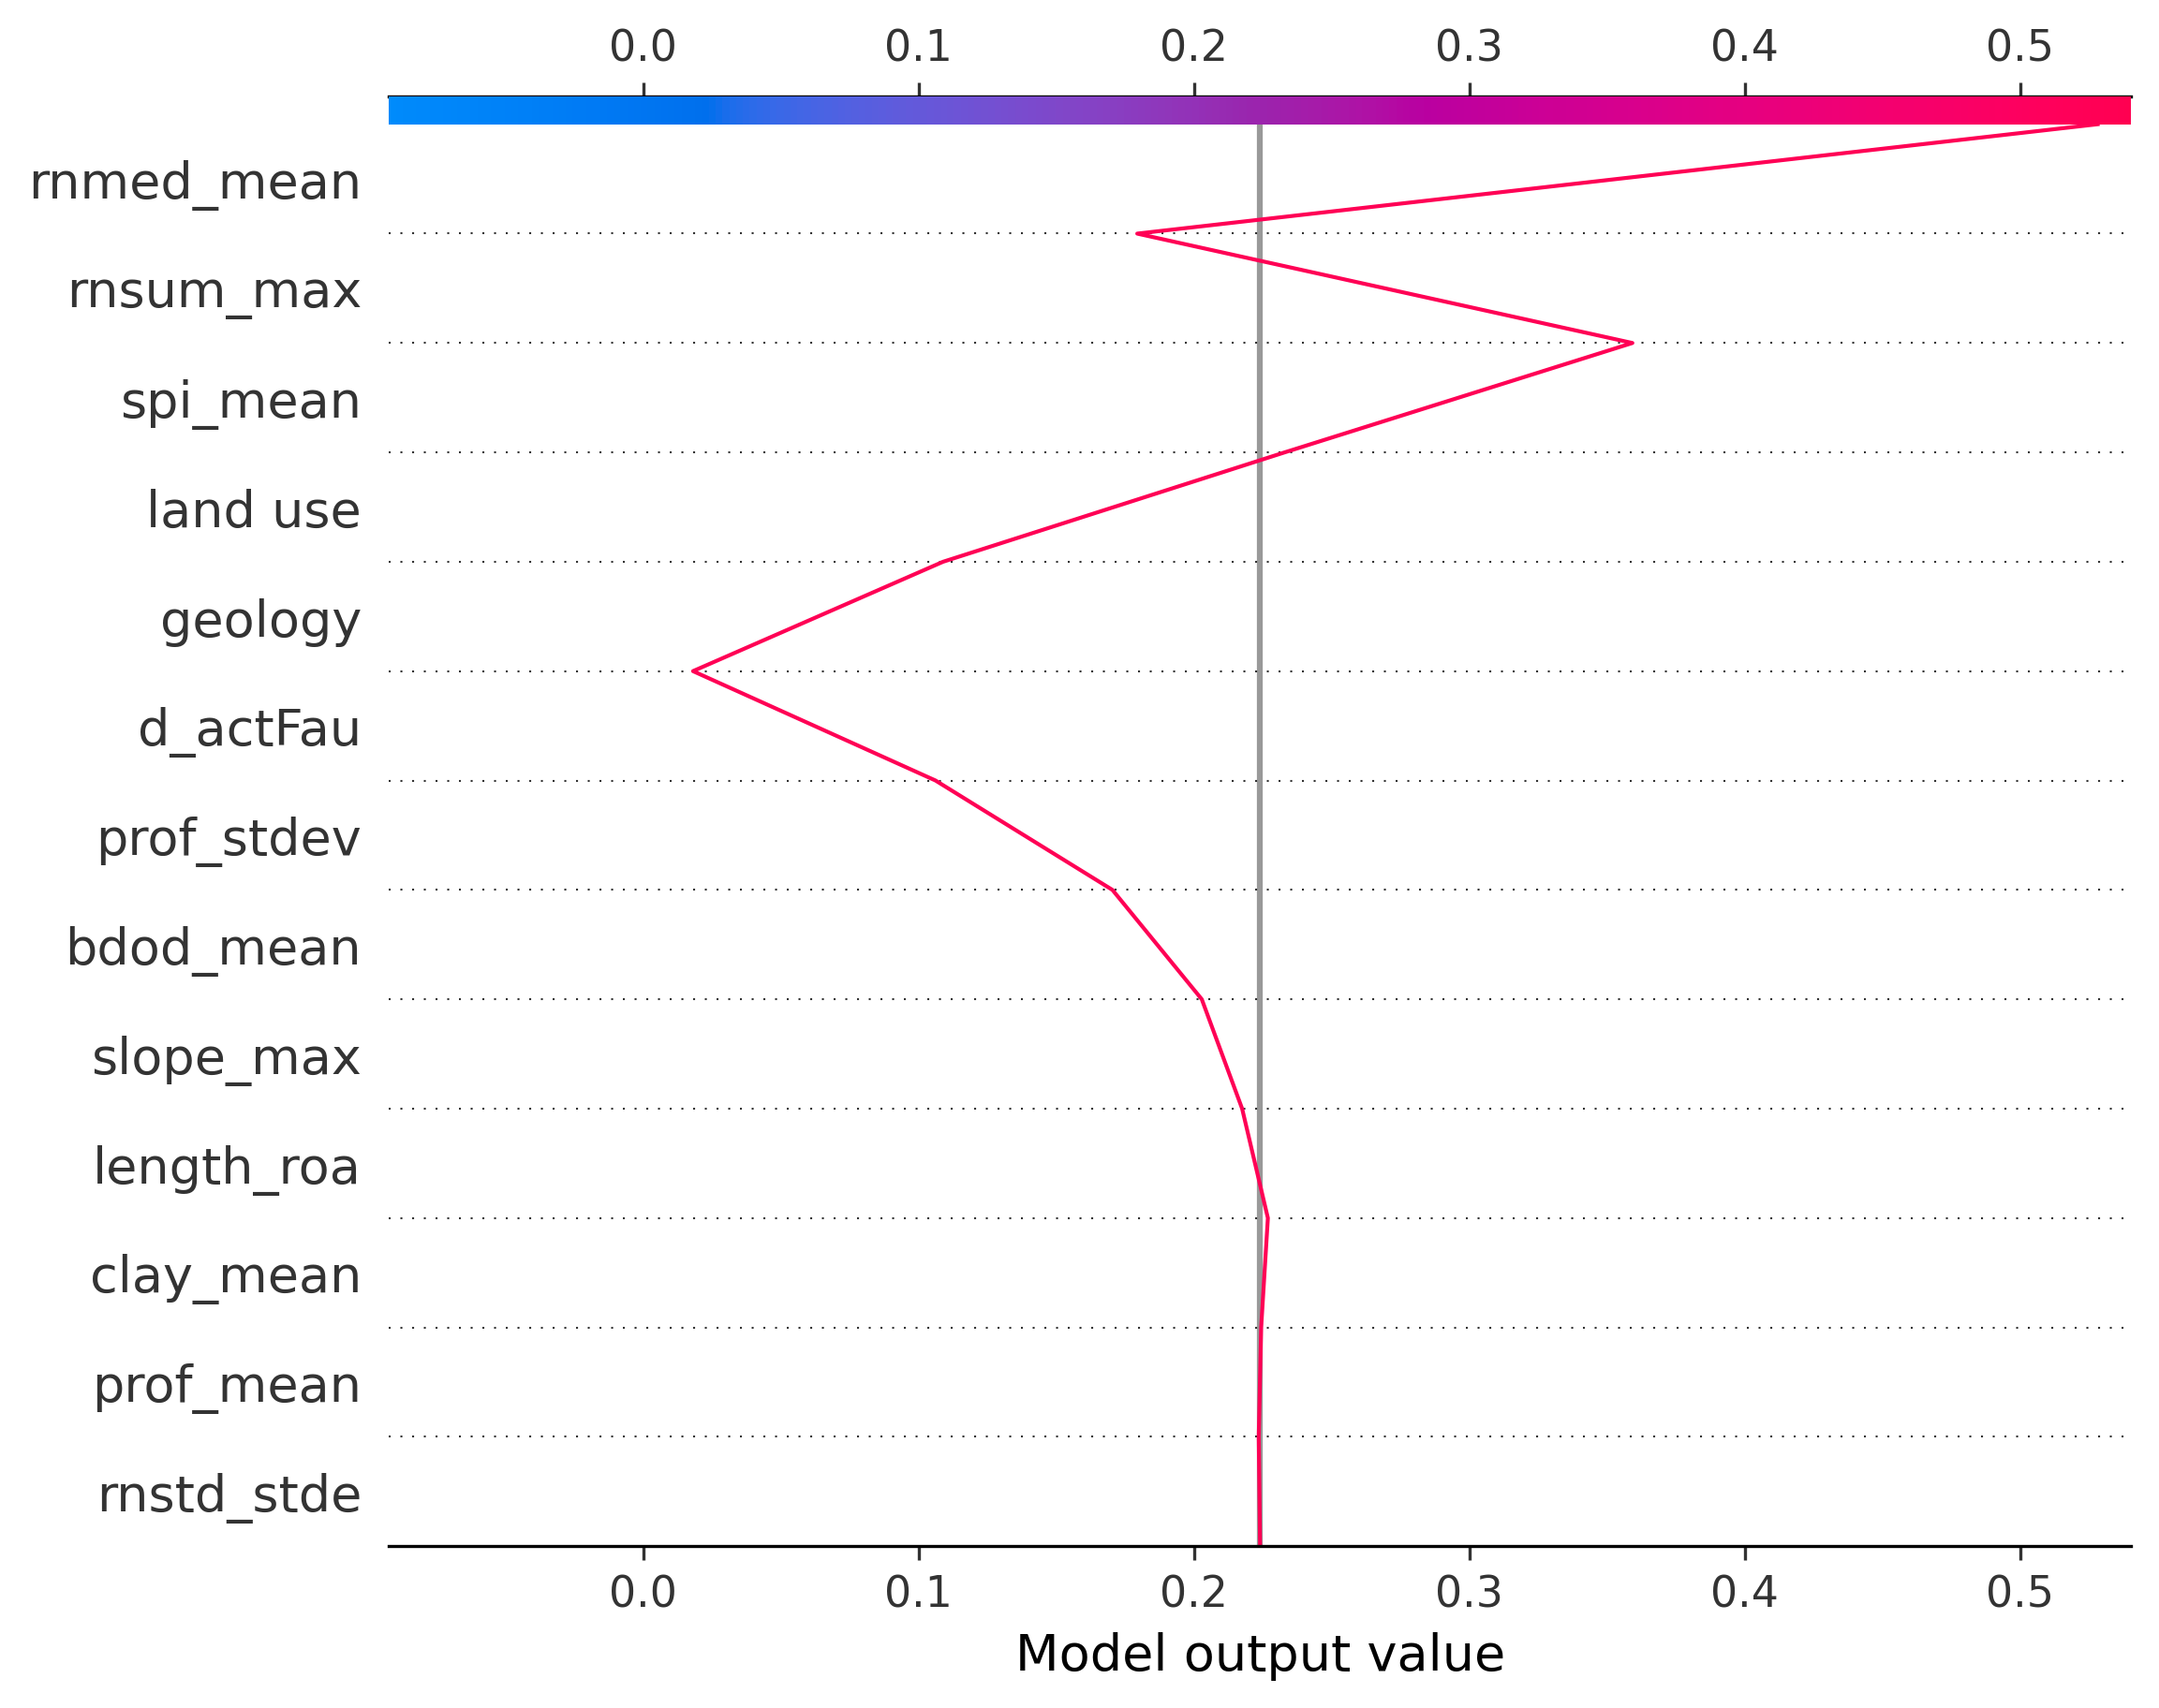 0.0 0.1 0.2 0.3 0.4 0.5
rnmed_mean
rnsum_max
spi_mean
land use
geology
d_actFau
prof_stdev
bdod_mean
slope_max
length_roa
clay_mean
prof_mean
rnstd_stde
0.0 0.1 0.2 0.3 0.4 0.5
Model output value